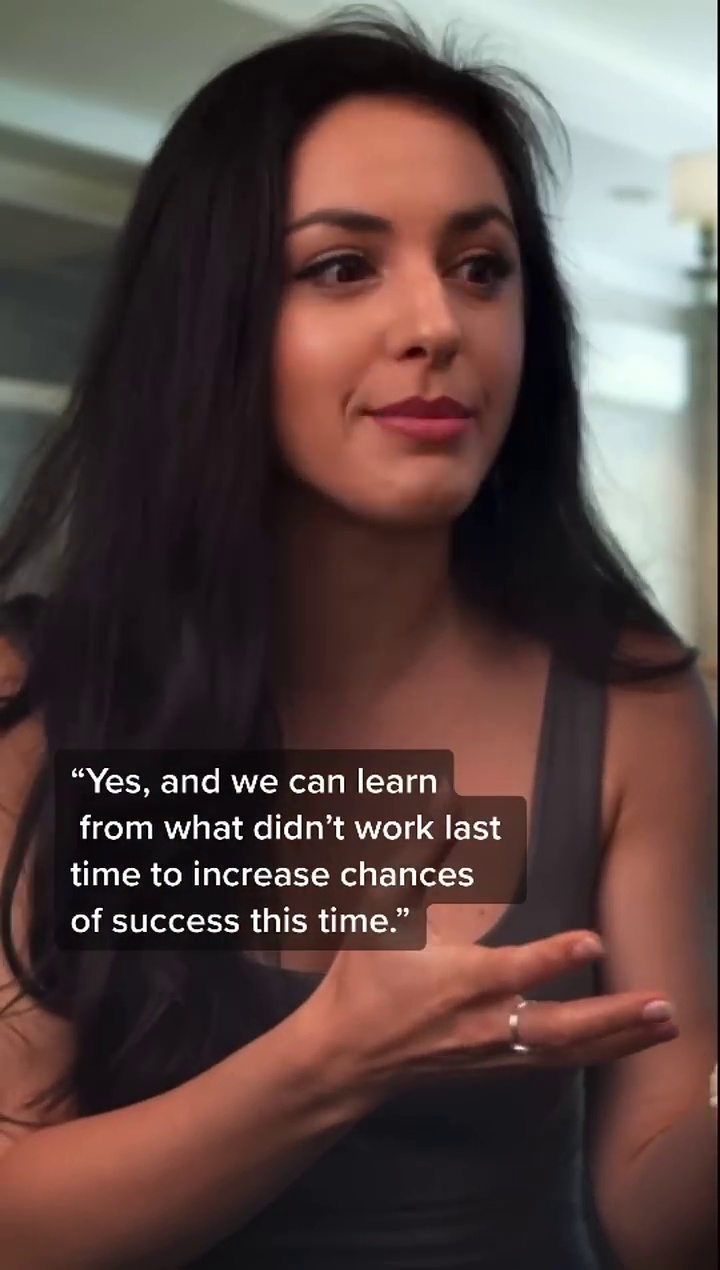 “Yes, and we can learn
from what didn’t work last
time to increase chances
of success this time.”